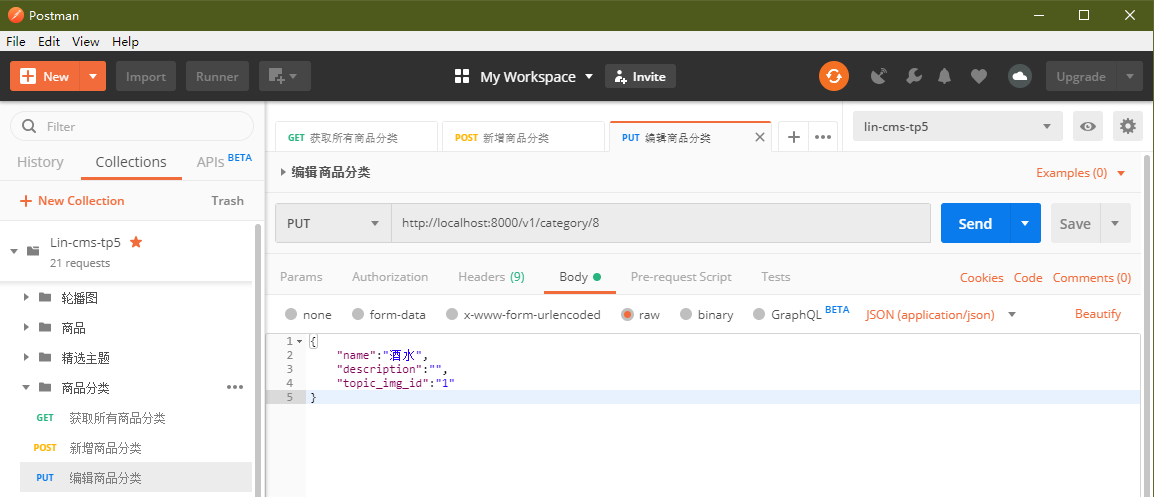 Postman
File Edit View Help
New Import Runner My Workspace Invite Upgrade
Filter
History Collections APIs BETA
New Collection Trash
Lin-cms-tp5
21 requests
轮播图
商品
精选主题
商品分类
GET 获取所有商品分类
POST 新增商品分类
PUT 编辑商品分类
GET 获取所有商品分类 POST 新增商品分类 PUT 编辑商品分类 lin-cms-tp5
编辑商品分类 Examples (0)
PUT http://localhost:8000/v1/category/8 Send Save
Params Authorization Headers (9) Body Pre-request Script Tests Cookies Code Comments (0)
none form-data x-www-form-urlencoded raw binary GraphQL BETA JSON (application/json) Beautify
1 {
2 "name":"酒水",
3 "description":"",
4 "topic_img_id":"1"
5 }